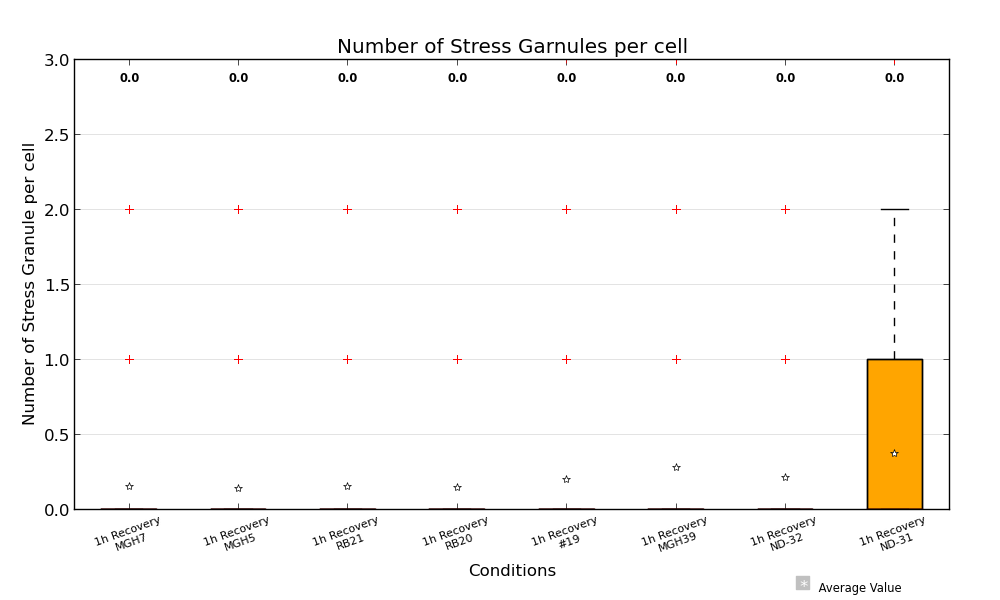 Number of Stress Garnules per cell
3.0
0.0 0.0 0.0 0.0 0.0 0.0 0.0 0.0
2.5
2.0
1.5
1.0
0.5
0.0
Number of Stress Granule per cell
1h Recovery
MGH7
1h Recovery
MGH5
1h Recovery
RB21
1h Recovery
RB20
1h Recovery
#19
1h Recovery
MGH39
1h Recovery
ND-32
1h Recovery
ND-31
Conditions
* Average Value